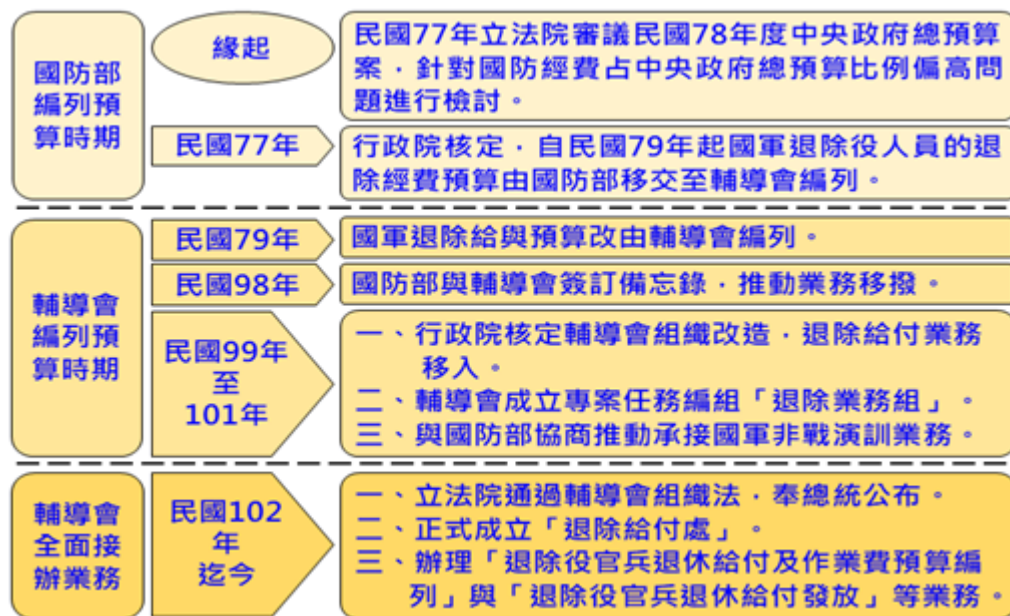 國防部
編列預
算時期
緣起
民國77年立法院審議民國78年度中央政府總預算
案，針對國防經費占中央政府總預算比例偏高問
題進行檢討。
民國77年
行政院核定，自民國79年起國軍退除役人員的退
除經費預算由國防部移交至輔導會編列。
輔導會
編列預
算時期
民國79年
國軍退除給與預算改由輔導會編列。
民國98年
國防部與輔導會簽訂備忘錄，推動業務移撥。
民國99年
至
101年
一、行政院核定輔導會組織改造，退除給付業務
移入。
二、輔導會成立專案任務編組「退除業務組」。
三、與國防部協商推動承接國軍非戰演訓業務。
輔導會
全面接
辦業務
民國102
年
迄今
一、立法院通過輔導會組織法，奉總統公布。
二、正式成立「退除給付處」。
三、辦理「退除役官兵退休給付及作業費預算編
列」與「退除役官兵退休給付發放」等業務。